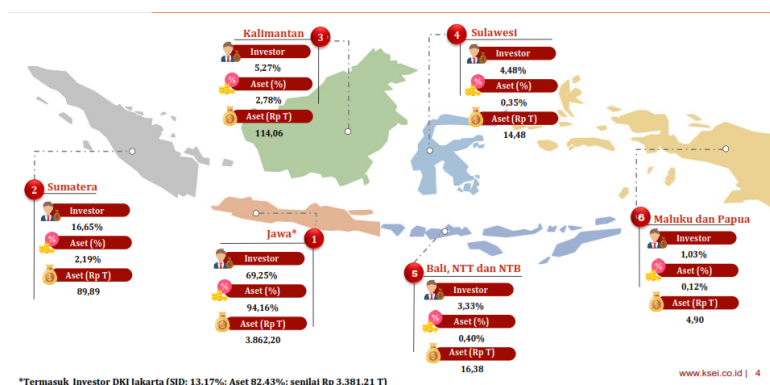 Kalimantan
3
Investor
5,27%
%
Aset (%)
2,78%
Aset (Rp T)
114,06
4
Sulawesi
Investor
4,48%
%
Aset (%)
0,35%
Aset (Rp T)
14,48
2
Sumatera
Investor
16,65%
%
Aset (%)
2,19%
Aset (Rp T)
89,89
Jawa*
1
Investor
69,25%
%
Aset (%)
94,16%
Aset (Rp T)
3.862,20
5
Bali, NTT dan NTB
Investor
3,33%
%
Aset (%)
0,40%
Aset (Rp T)
16,38
6
Maluku dan Papua
Investor
1,03%
%
Aset (%)
0,12%
Aset (Rp T)
4,90
www.ksei.co.id | 4
*Termasuk Investor DKI Jakarta (SID: 13,17%; Aset 82,43%; senilai Rp 3.381,21 T)